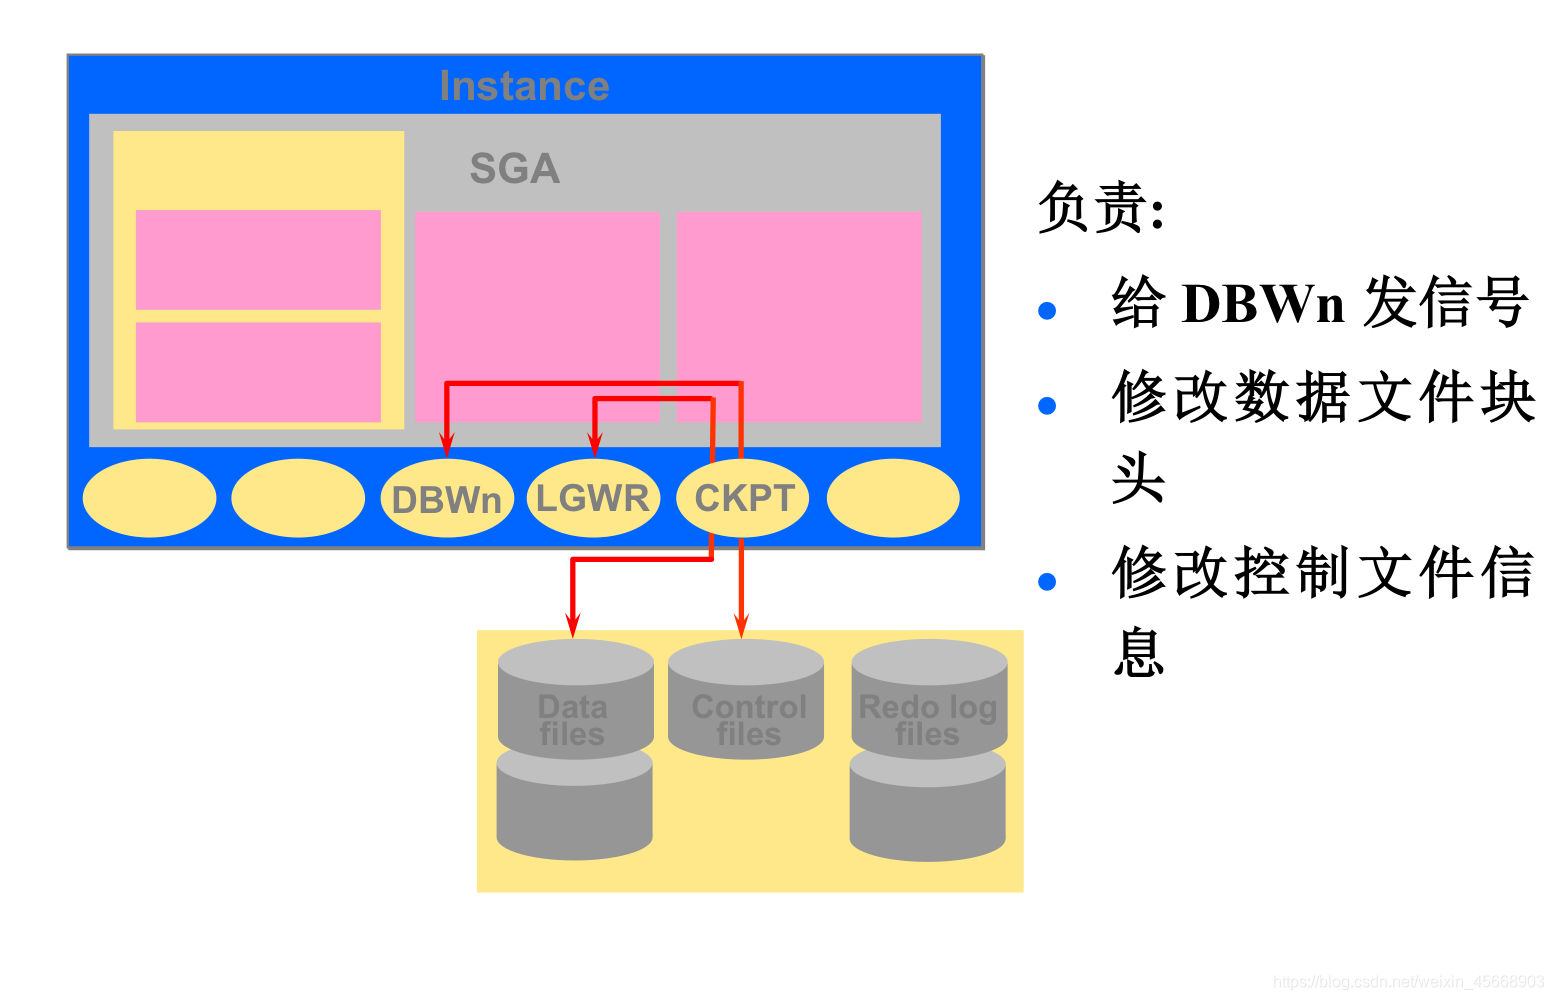 Instance
SGA
DBWn
LGWR
CKPT
Data
files
Control
files
Redo log
files
负责:
给 DBWn 发信号
修改数据文件块
头
修改控制文件信
息
https://blog.csdn.net/weixin_45668903